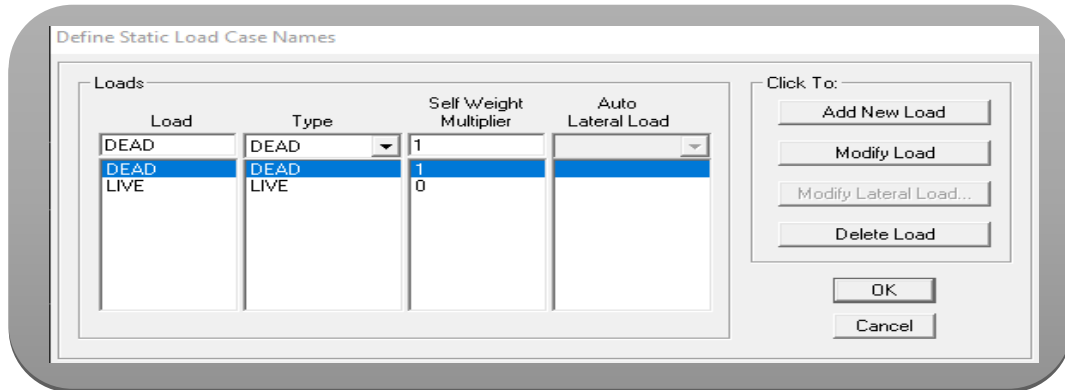 Define Static Load Case Names
Loads
Load Type Self Weight Multiplier Auto Lateral Load
DEAD DEAD 1
DEAD DEAD 1
LIVE LIVE 0
Click To:
Add New Load
Modify Load
Modify Lateral Load...
Delete Load
OK
Cancel